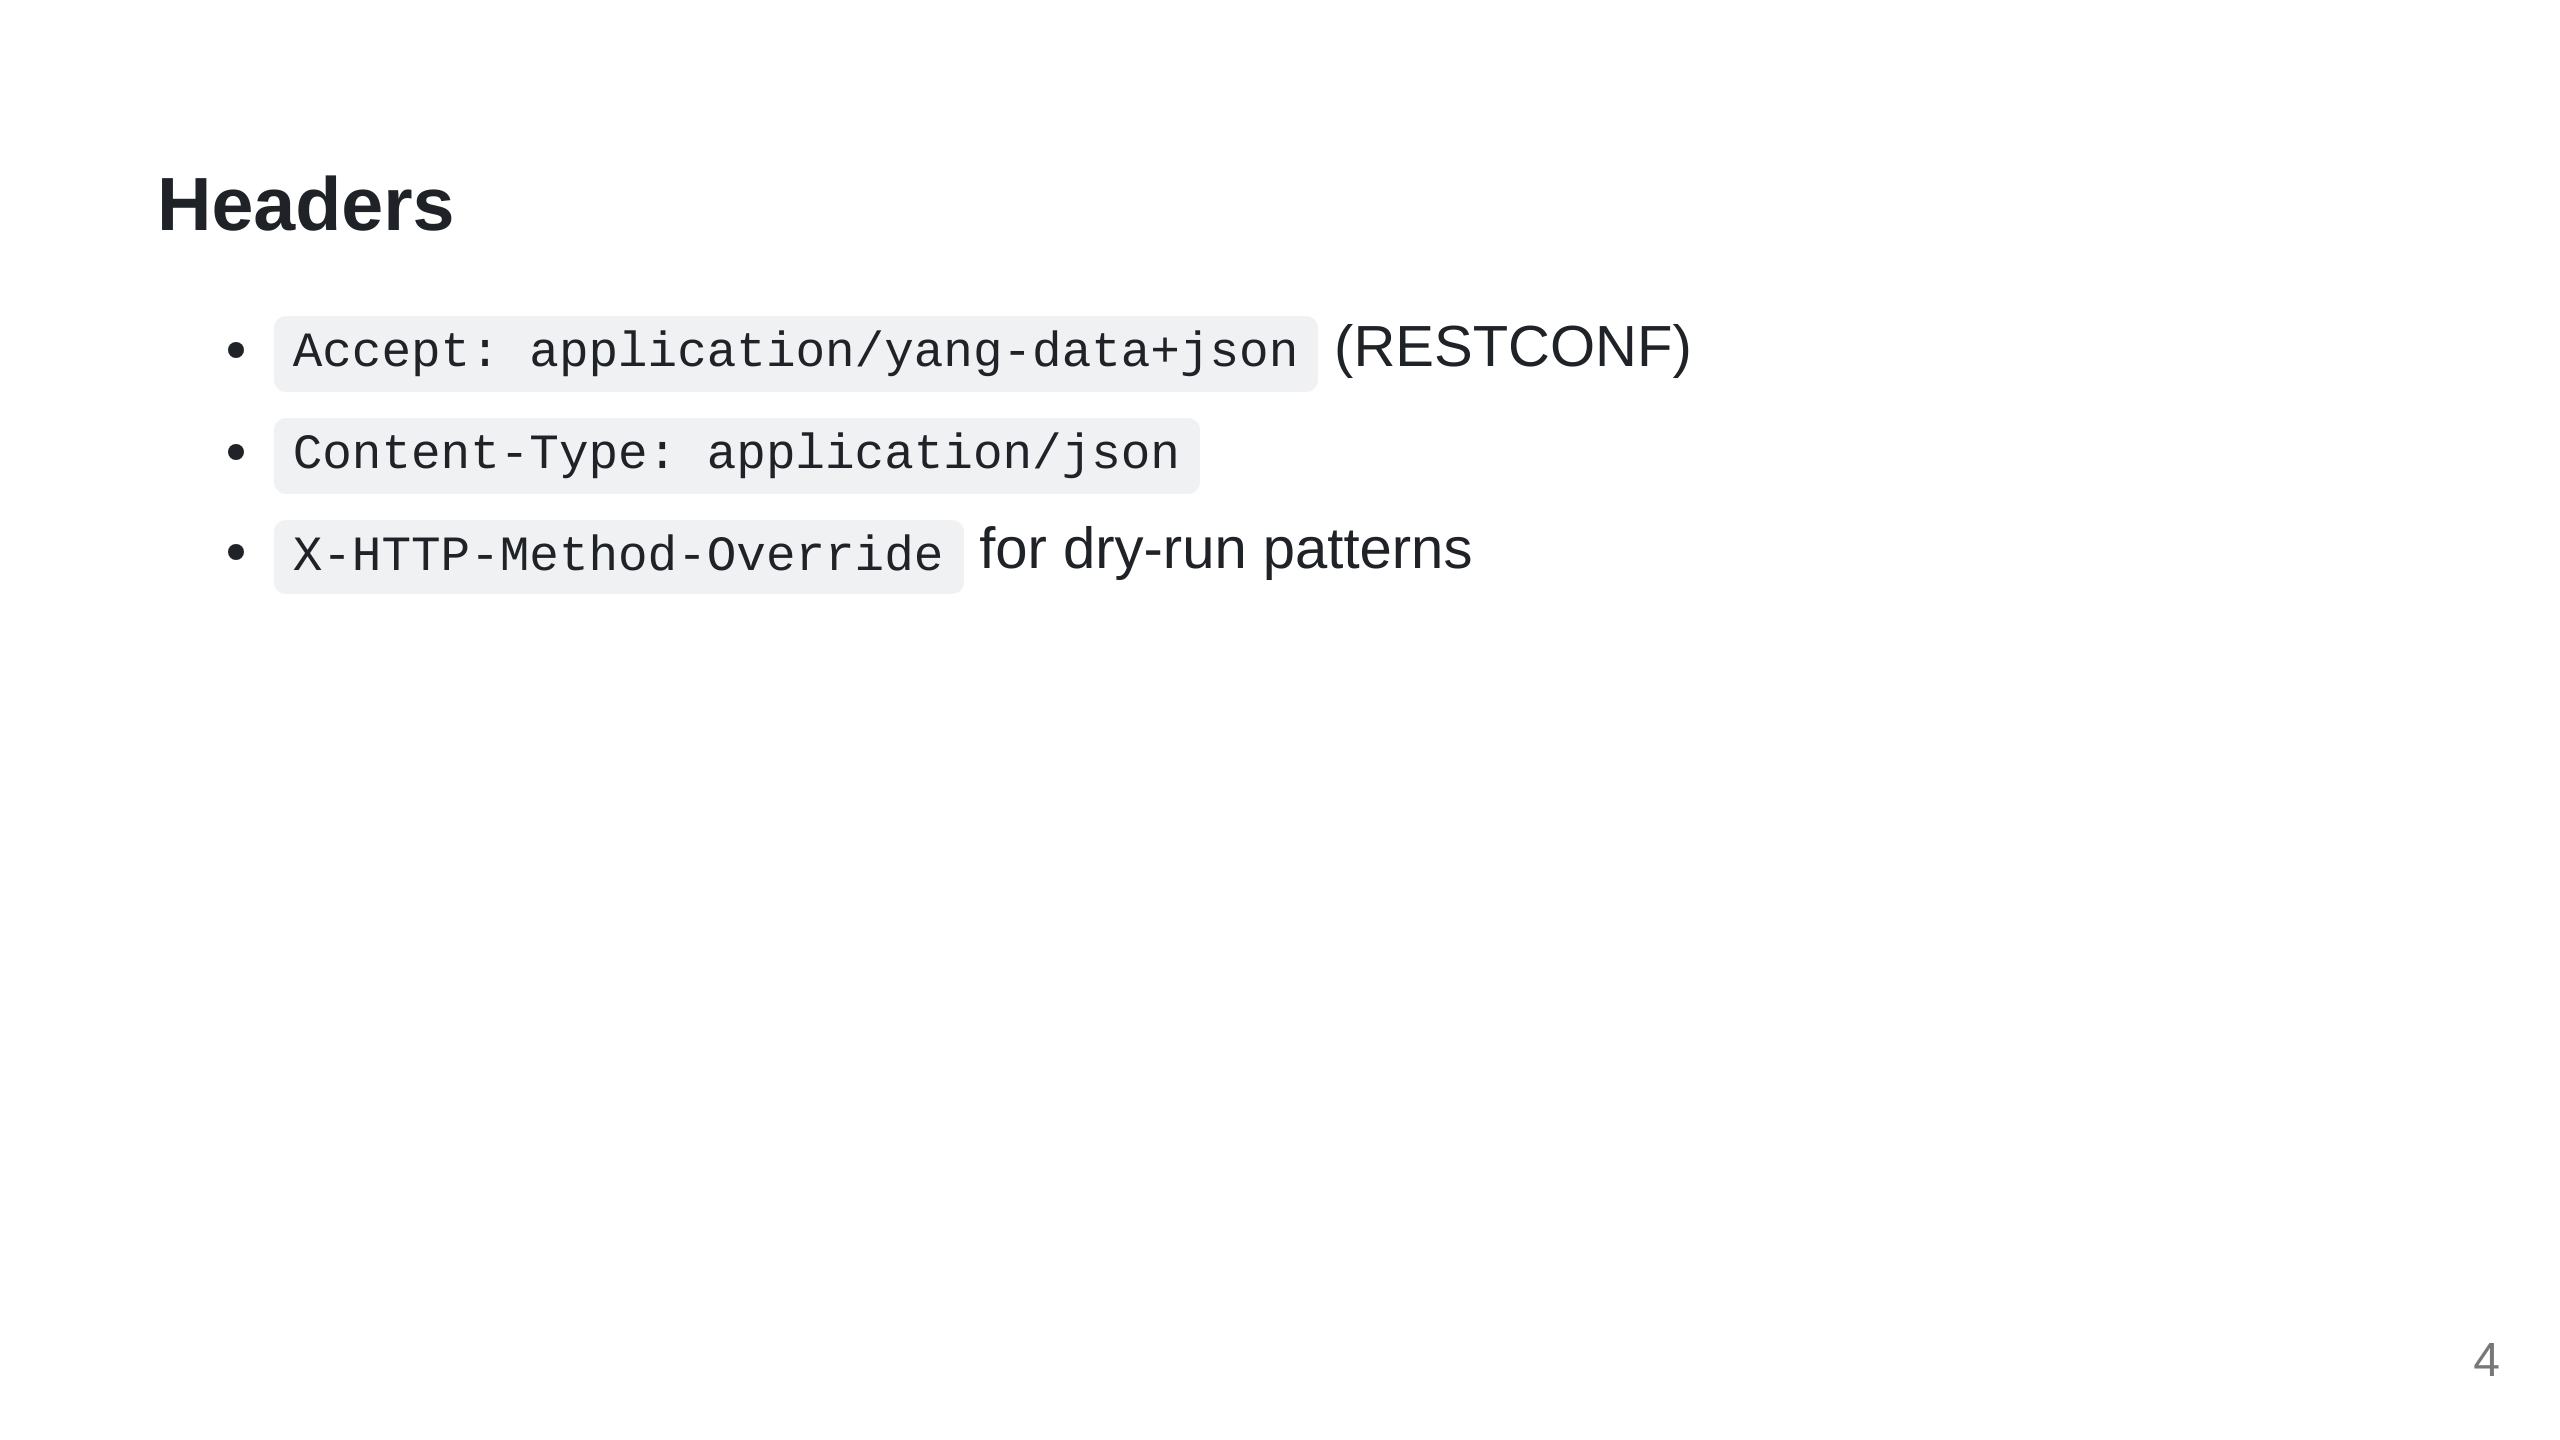 Headers
• Accept: application/yang-data+json (RESTCONF)
• Content-Type: application/json
• X-HTTP-Method-Override for dry-run patterns
4